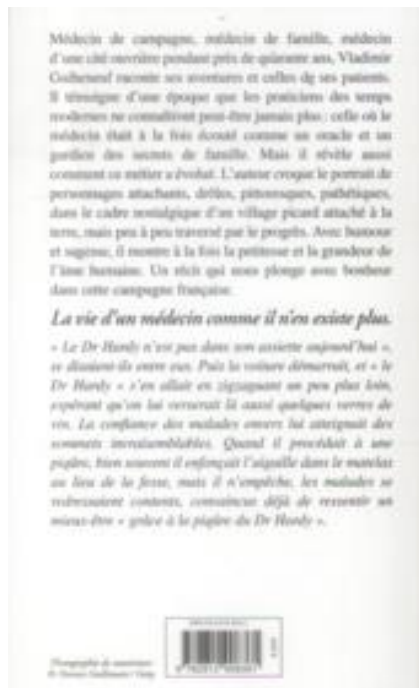 Médecin de campagne, médecin de famille, médecin
d'une cité ouvrière pendant près de quarante ans, Vladimir
raconte ses aventures et celles dg ses patients.
Il témoigne d'une époque que les praticiens des temps
modernes ne connaîtront peut-être jamais plus : celle où le
médecin était à la fois écouté comme un oracle et un
gardien des secrets de famille. Mais il révèle aussi
comment ce métier a évolué. L'auteur croque le portrait de
personnages attachants, drôles, pittoresques, pathétiques,
dans le cadre nostalgique d'un village picard attaché à la
terre, mais peu à peu traversé par le progrès. Avec humour
et sagesse, il montre à la fois la petitesse et la grandeur de
l'âme humaine. Un récit qui nous plonge avec bonheur
dans cette campagne française.
La vie d'un médecin comme il n'en existe plus.
« Le Dr Hardy n'est pas dans son assiette aujourd'hui »,
se disaient-ils entre eux. Puis la voiture démarrait, et « le
Dr Hardy » s'en allait en zigzaguant un peu plus loin,
espérant qu'on lui verserait là aussi quelques verres de
vin. La confiance des malades envers lui atteignait des
sommets invraisemblables. Quand il procédait à une
piqûre, bien souvent il enfonçait l'aiguille dans le matelas
au lieu de la fesse, mais il n'empêche, les malades se
redressaient contents, convaincus déjà de ressentir un
mieux-être « grâce à la piqûre du Dr Hardy ».
Photographie de couverture :